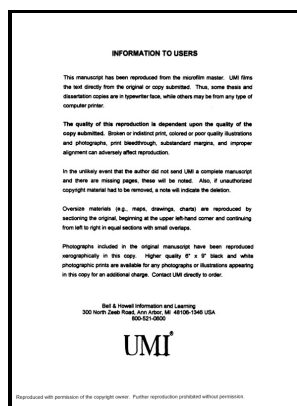 INFORMATION TO USERS
This manuscript has been reproduced from the microfilm master. UMI films
the text directly from the original or copy submitted. Thus, some thesis and
dissertation copies are in typewriter face, while others may be from any type of
computer printer.
The quality of this reproduction is dependent upon the quality of the
copy submitted. Broken or indistinct print, colored or poor quality illustrations
and photographs, print bleedthrough, substandard margins, and improper
alignment can adversely affect reproduction.
In the unlikely event that the author did not send UMI a complete manuscript
and there are missing pages, these will be noted. Also, if unauthorized
copyright material had to be removed, a note will indicate the deletion.
Oversize materials (e.g., maps, drawings, charts) are reproduced by
sectioning the original, beginning at the upper left-hand corner and continuing
from left to right in equal sections with small overlaps.
Photographs included in the original manuscript have been reproduced
xerographically in this copy. Higher quality 6" x 9" black and white
photographic prints are available for any photographs or illustrations appearing
in this copy for an additional charge. Contact UMI directly to order.
Bell & Howell Information and Learning
300 North Zeeb Road, Ann Arbor, MI 48106-1346 USA
800-521-0600
UMI®
Reproduced with permission of the copyright owner. Further reproduction prohibited without permission.